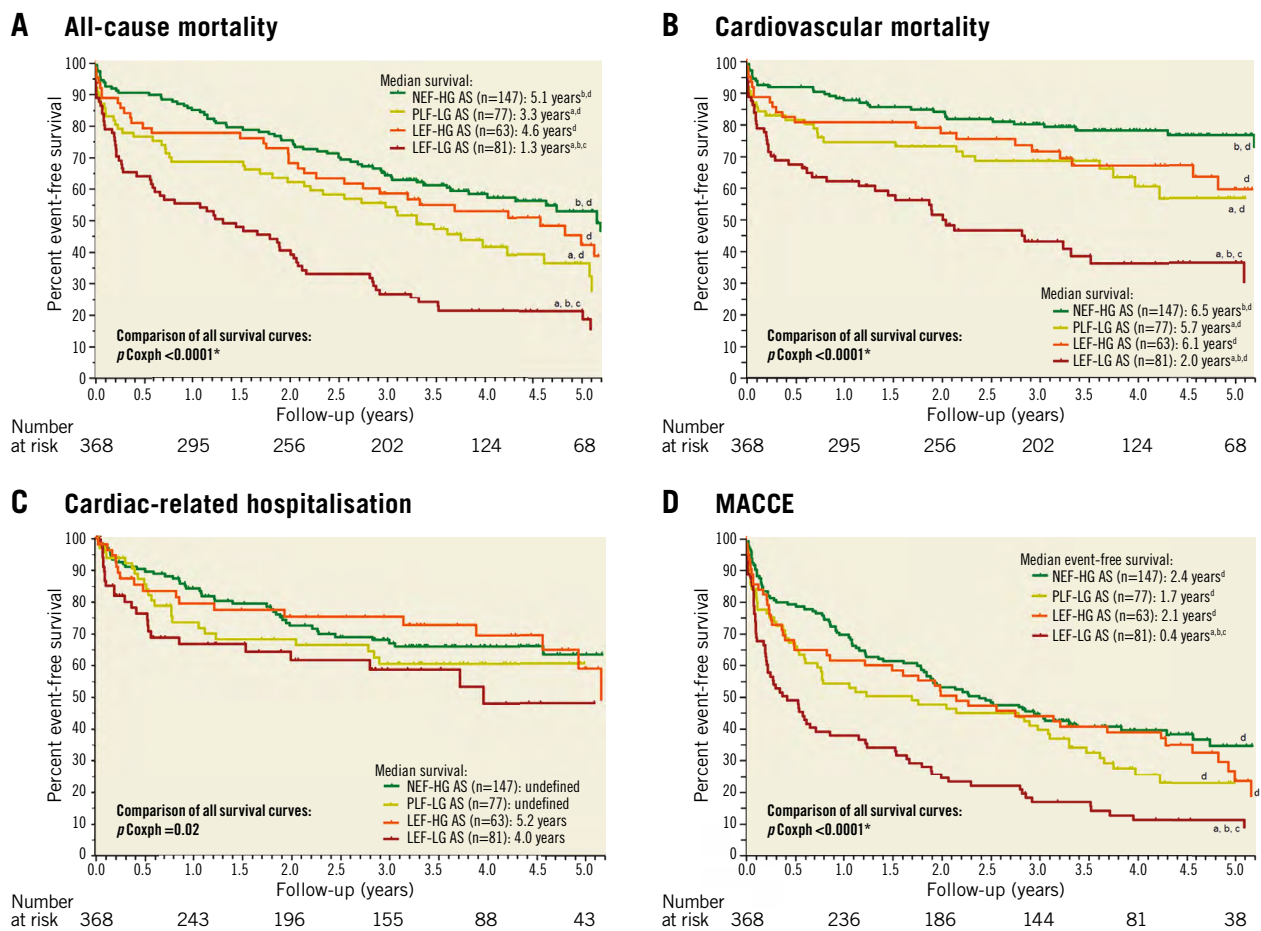 A All-cause mortality
Percent event-free survival
100
90
80
70
60
50
40
30
20
10
0
Median survival:
NEF-HG AS (n=147): 5.1 yearsb,d
PLF-LG AS (n=77): 3.3 yearsa,d
LEF-HG AS (n=63): 4.6 yearsd
LEF-LG AS (n=81): 1.3 yearsa,b,c
b, d
d
a, d
a, b, c
Comparison of all survival curves:
p Coxph <0.0001*
0.0 0.5 1.0 1.5 2.0 2.5 3.0 3.5 4.0 4.5 5.0
Follow-up (years)
Number
at risk 368 295 256 202 124 68
B Cardiovascular mortality
Percent event-free survival
100
90
80
70
60
50
40
30
20
10
0
b, d
d
a, d
a, b, c
Median survival:
NEF-HG AS (n=147): 6.5 yearsb,d
PLF-LG AS (n=77): 5.7 yearsa,d
LEF-HG AS (n=63): 6.1 yearsd
LEF-LG AS (n=81): 2.0 yearsa,b,d
Comparison of all survival curves:
p Coxph <0.0001*
0.0 0.5 1.0 1.5 2.0 2.5 3.0 3.5 4.0 4.5 5.0
Follow-up (years)
Number
at risk 368 295 256 202 124 68
C Cardiac-related hospitalisation
Percent event-free survival
100
90
80
70
60
50
40
30
20
10
0
Median survival:
NEF-HG AS (n=147): undefined
PLF-LG AS (n=77): undefined
LEF-HG AS (n=63): 5.2 years
LEF-LG AS (n=81): 4.0 years
Comparison of all survival curves:
p Coxph =0.02
0.0 0.5 1.0 1.5 2.0 2.5 3.0 3.5 4.0 4.5 5.0
Follow-up (years)
Number
at risk 368 243 196 155 88 43
D MACCE
Percent event-free survival
100
90
80
70
60
50
40
30
20
10
0
Median event-free survival:
NEF-HG AS (n=147): 2.4 yearsd
PLF-LG AS (n=77): 1.7 yearsd
LEF-HG AS (n=63): 2.1 yearsd
LEF-LG AS (n=81): 0.4 yearsa,b,c
d
d
d
a, b, c
Comparison of all survival curves:
p Coxph <0.0001*
0.0 0.5 1.0 1.5 2.0 2.5 3.0 3.5 4.0 4.5 5.0
Follow-up (years)
Number
at risk 368 236 186 144 81 38